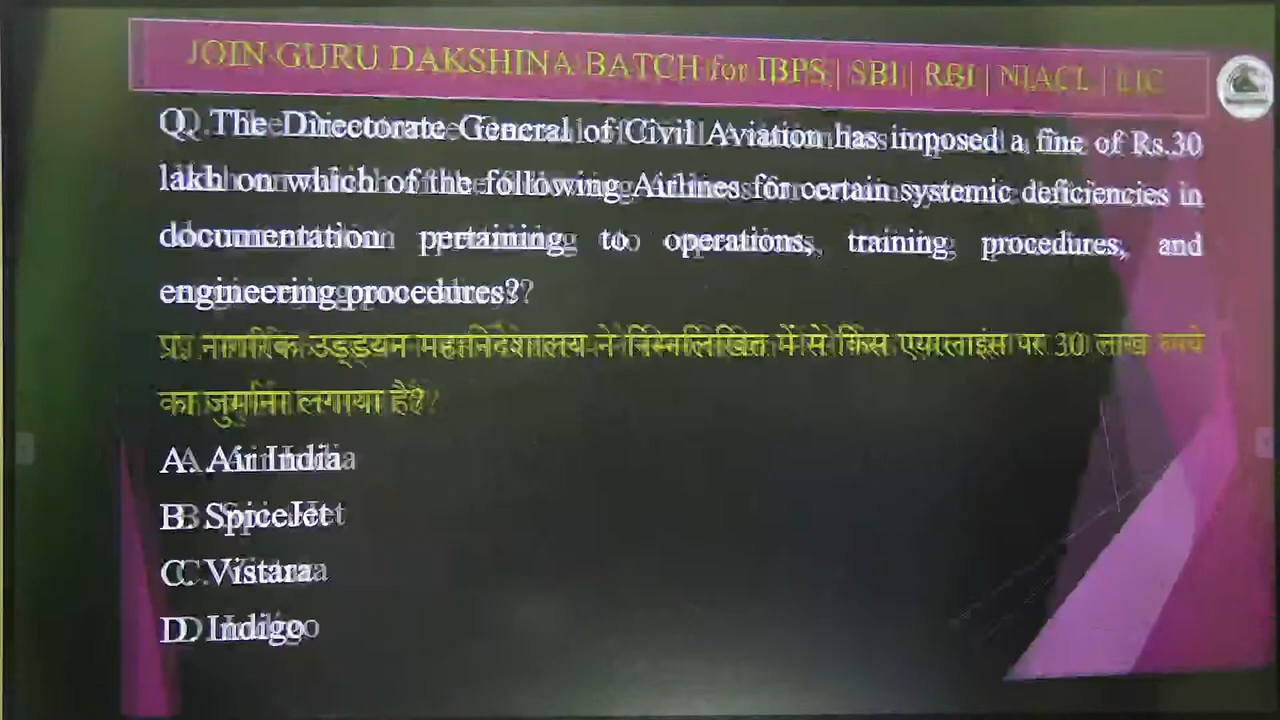 JOIN GURU DAKSHINA BATCH for IBPS | SBI | RBI | NIACL | LIC
Q. The Directorate General of Civil Aviation has imposed a fine of Rs.30
lakh on which of the following Airlines for certain systemic deficiencies in
documentation pertaining to operations, training procedures, and
engineering procedures?
प्र. नागरिक उड्डयन महानिदेशालय ने निम्नलिखित में से किस एयरलाइंस पर 30 लाख रुपये
का जुर्माना लगाया है?
A. Air India
B. SpiceJet
C. Vistara
D. Indigo